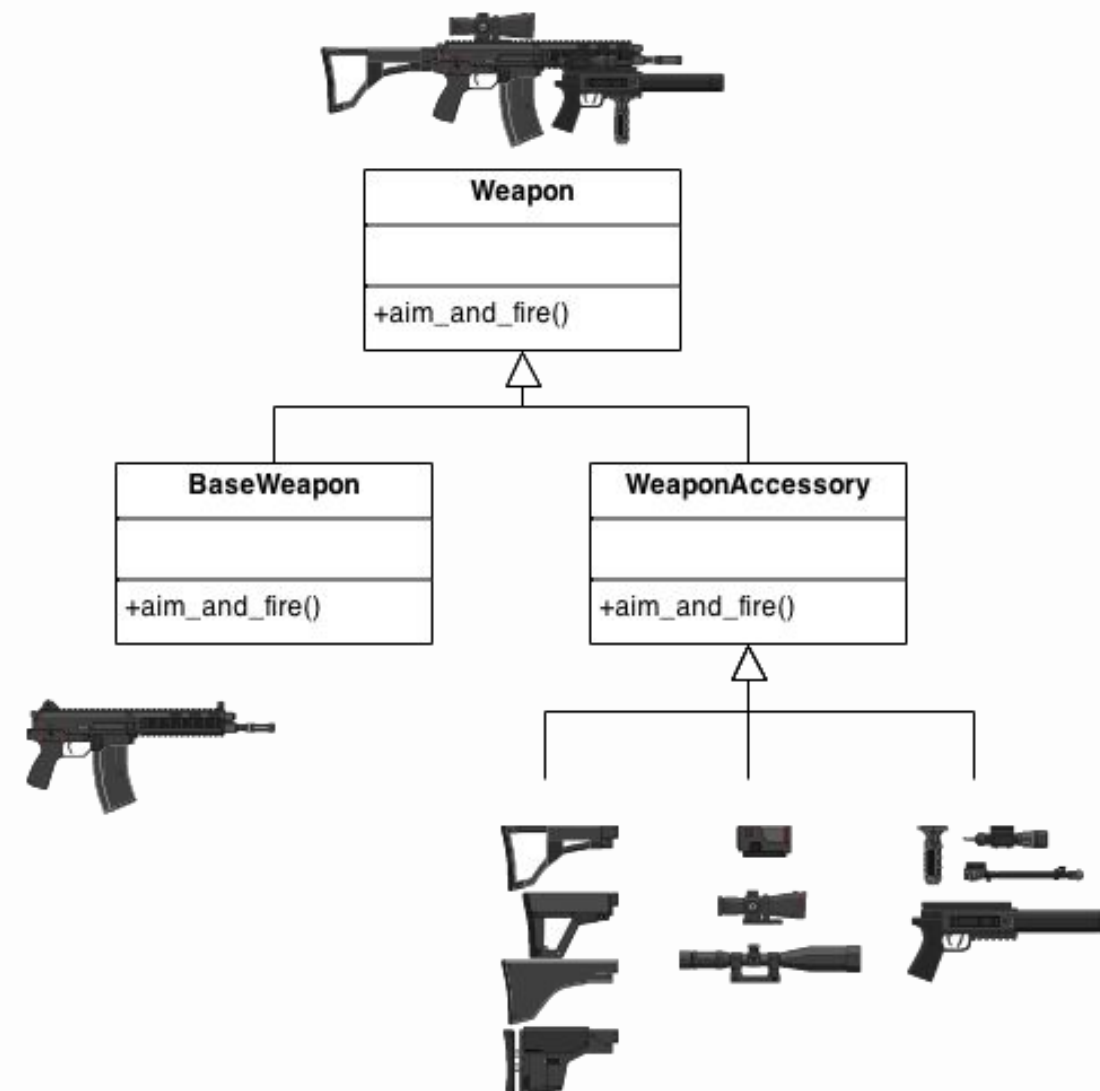 Weapon
+aim_and_fire()
BaseWeapon
+aim_and_fire()
WeaponAccessory
+aim_and_fire()